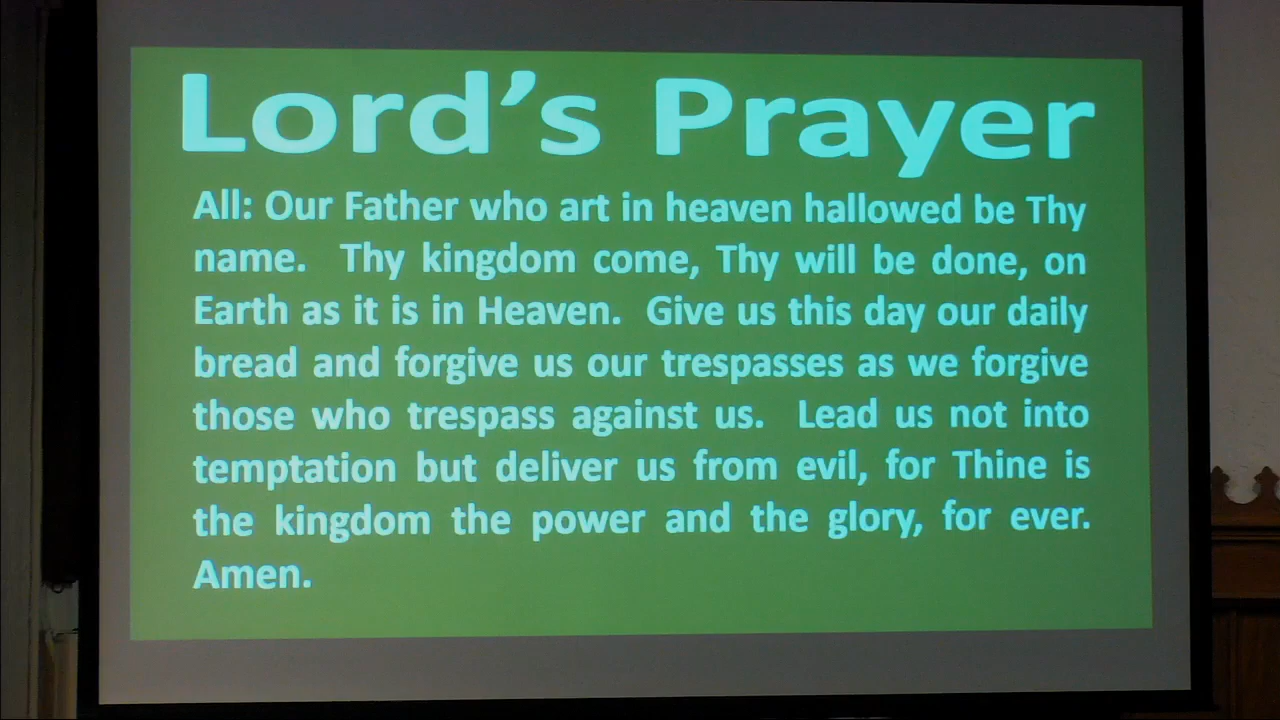 Lord’s Prayer
All: Our Father who art in heaven hallowed be Thy
name. Thy kingdom come, Thy will be done, on
Earth as it is in Heaven. Give us this day our daily
bread and forgive us our trespasses as we forgive
those who trespass against us. Lead us not into
temptation but deliver us from evil, for Thine is
the kingdom the power and the glory, for ever.
Amen.